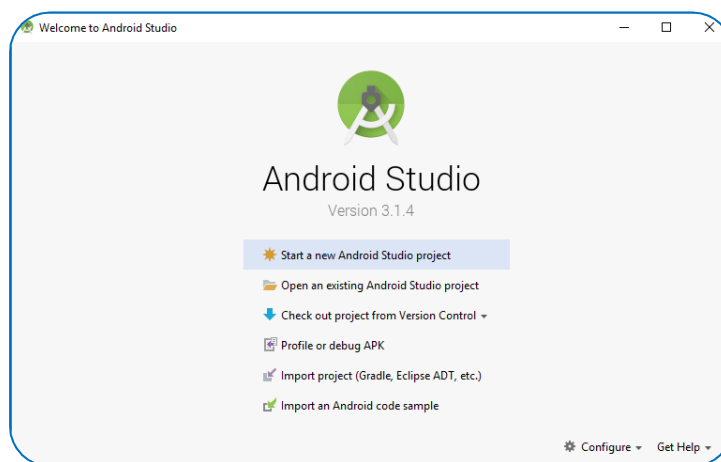 Welcome to Android Studio
Android Studio
Version 3.1.4
Start a new Android Studio project
Open an existing Android Studio project
Check out project from Version Control
Profile or debug APK
Import project (Gradle, Eclipse ADT, etc.)
Import an Android code sample
Configure Get Help